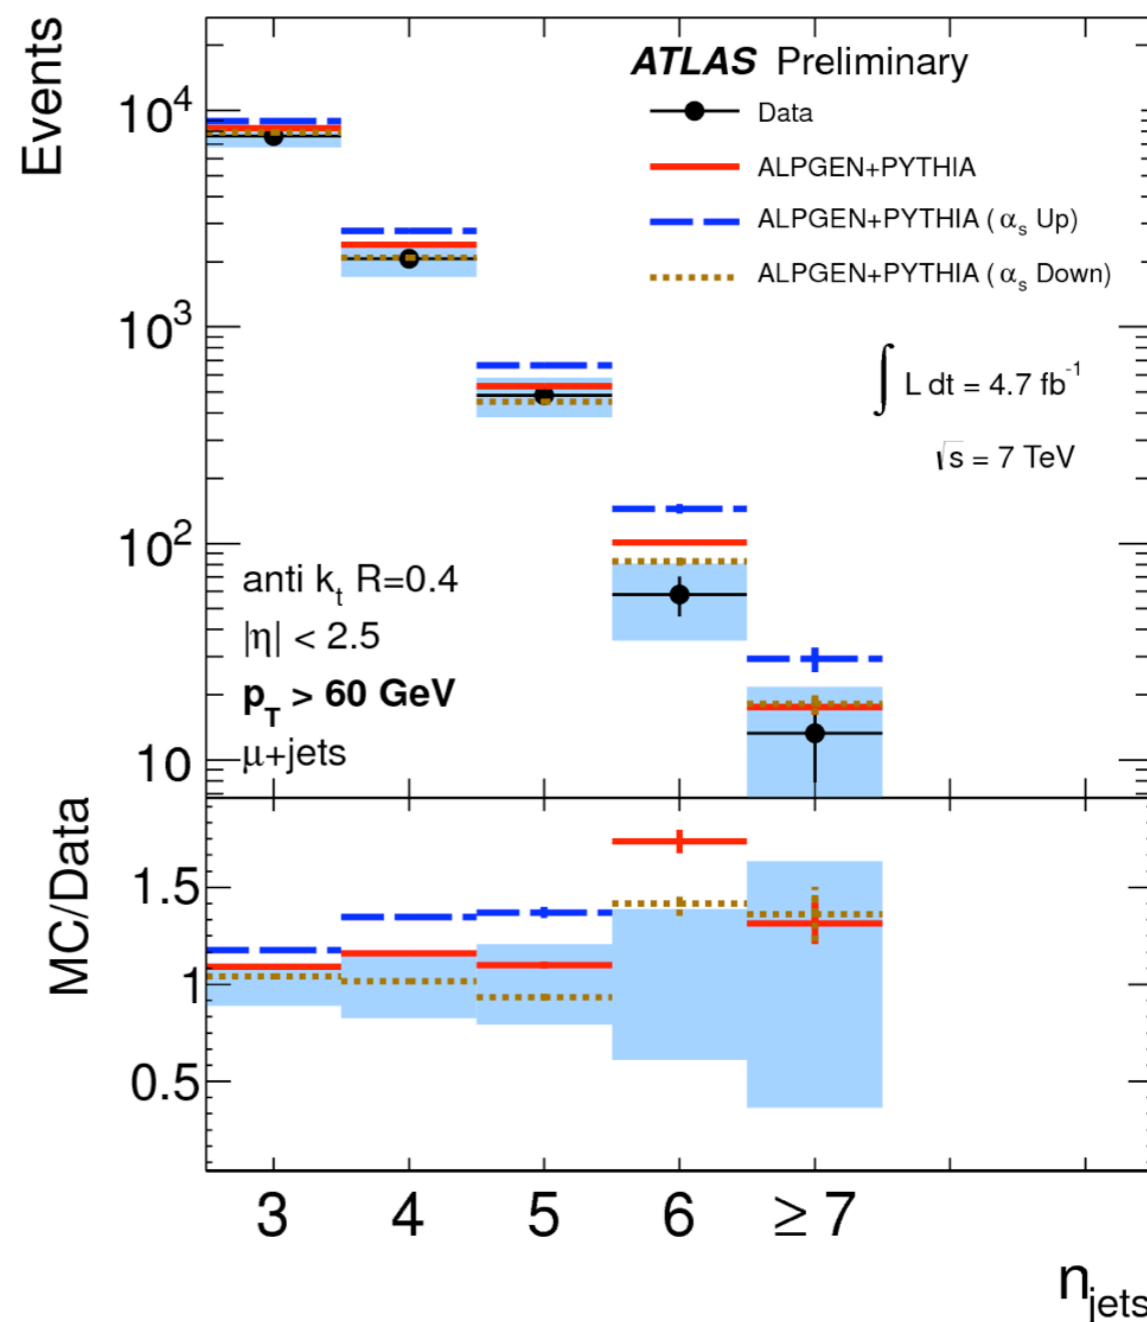 Events
ATLAS Preliminary
Data
ALPGEN+PYTHIA
ALPGEN+PYTHIA ( αs Up)
ALPGEN+PYTHIA ( αs Down)
∫ L dt = 4.7 fb⁻¹
√s = 7 TeV
10⁴
10³
10²
10
anti kt R=0.4
|η| < 2.5
pT > 60 GeV
μ+jets
MC/Data
1.5
1
0.5
3 4 5 6 ≥ 7
njets